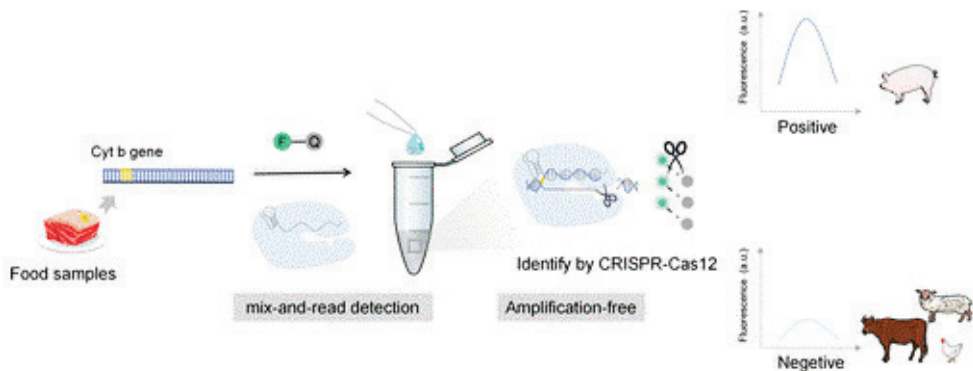 Food samples
Cyt b gene
F
Q
mix-and-read detection
Identify by CRISPR-Cas12
Amplification-free
Fluorescence (a.u.)
Positive
Fluorescence (a.u.)
Negetive